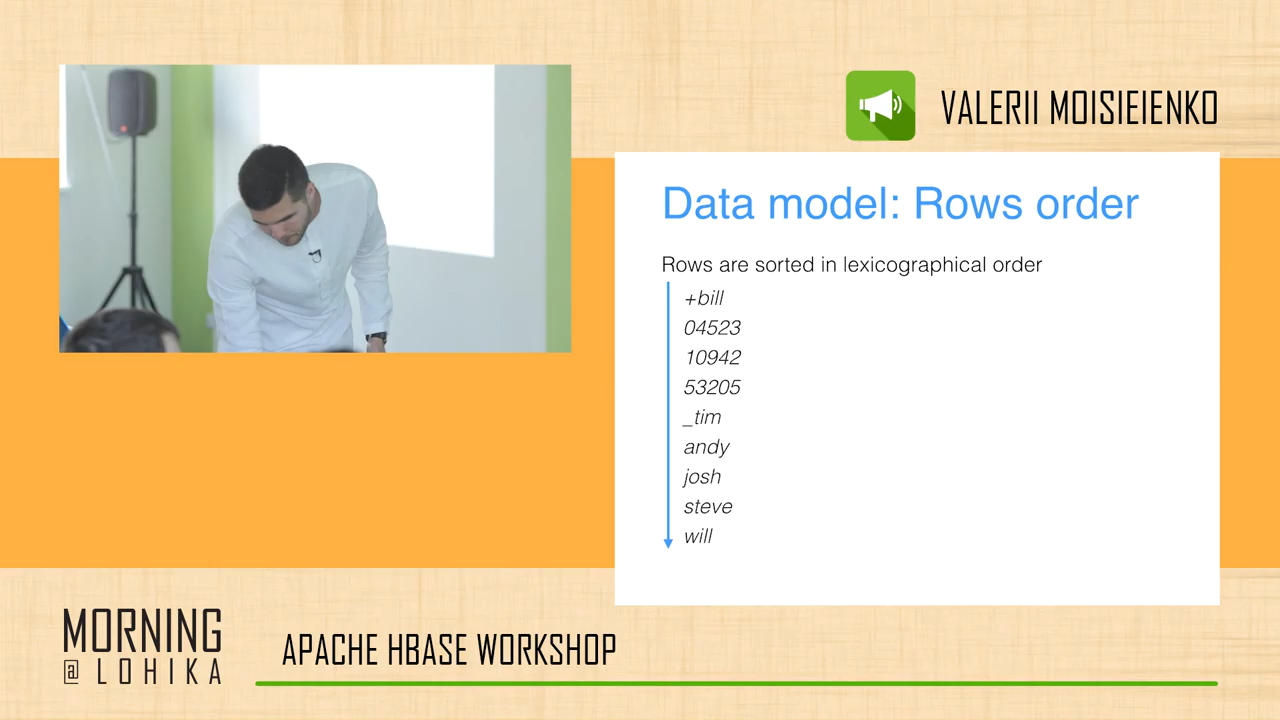 VALERII MOISIEIENKO
Data model: Rows order
Rows are sorted in lexicographical order
+bill
04523
10942
53205
_tim
andy
josh
steve
will
MORNING
@ LOHIKA
APACHE HBASE WORKSHOP